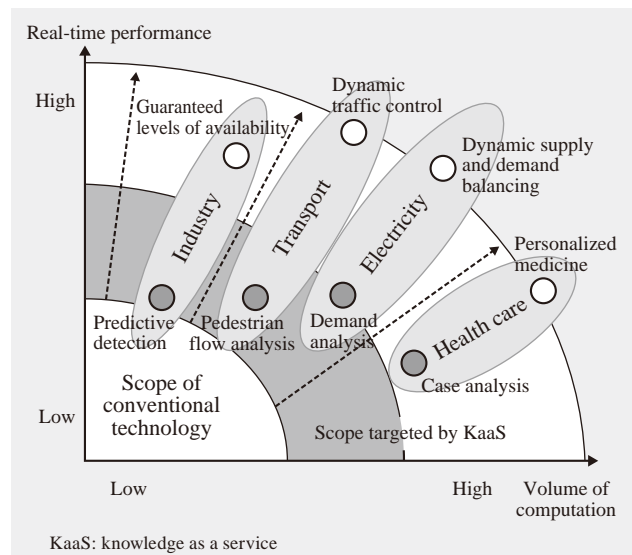 Real-time performance
High
Guaranteed
levels of availability
Dynamic
traffic control
Dynamic supply
and demand
balancing
Industry
Transport
Electricity
Personalized
medicine
Predictive
detection
Pedestrian
flow analysis
Demand
analysis
Health care
Case analysis
Scope of
conventional
technology
Low
Scope targeted by KaaS
Low
High
Volume of
computation
KaaS: knowledge as a service